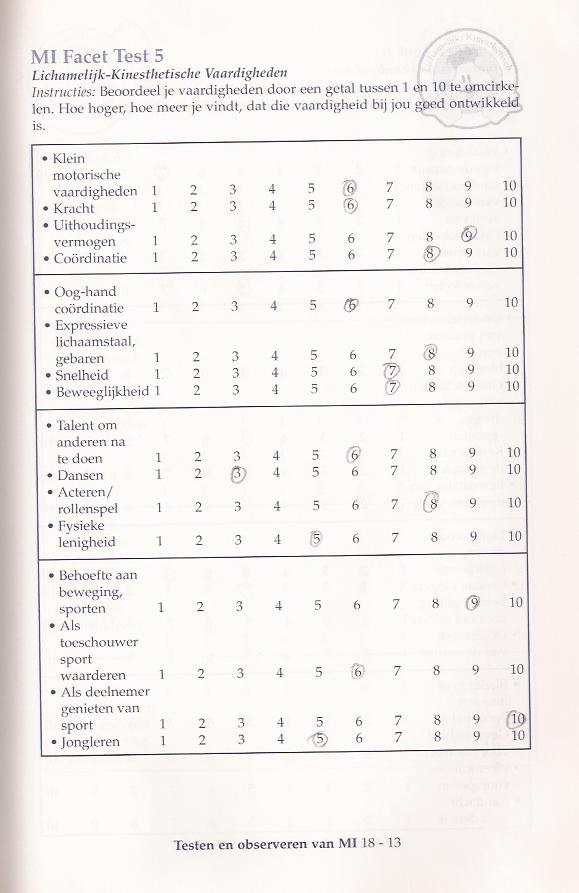 MI Facet Test 5
Lichamelijk-Kinesthetische Vaardigheden
Instructies: Beoordeel je vaardigheden door een getal tussen 1 en 10 te omcirke-
len. Hoe hoger, hoe meer je vindt, dat die vaardigheid bij jou goed ontwikkeld
is.
• Klein
motorische
vaardigheden 1 2 3 4 5 6 7 8 9 10
• Kracht 1 2 3 4 5 6 7 8 9 10
• Uithoudings-
vermogen 1 2 3 4 5 6 7 8 9 10
• Coördinatie 1 2 3 4 5 6 7 8 9 10
• Oog-hand
coördinatie 1 2 3 4 5 6 7 8 9 10
• Expressieve
lichaamstaal,
gebaren 1 2 3 4 5 6 7 8 9 10
• Snelheid 1 2 3 4 5 6 7 8 9 10
• Beweeglijkheid 1 2 3 4 5 6 7 8 9 10
• Talent om
anderen na
te doen 1 2 3 4 5 6 7 8 9 10
• Dansen 1 2 3 4 5 6 7 8 9 10
• Acteren/
rollenspel 1 2 3 4 5 6 7 8 9 10
• Fysieke
lenigheid 1 2 3 4 5 6 7 8 9 10
• Behoefte aan
beweging,
sporten 1 2 3 4 5 6 7 8 9 10
• Als
toeschouwer
sport
waarderen 1 2 3 4 5 6 7 8 9 10
• Als deelnemer
genieten van
sport 1 2 3 4 5 6 7 8 9 10
• Jongleren 1 2 3 4 5 6 7 8 9 10
Testen en observeren van MI 18 - 13